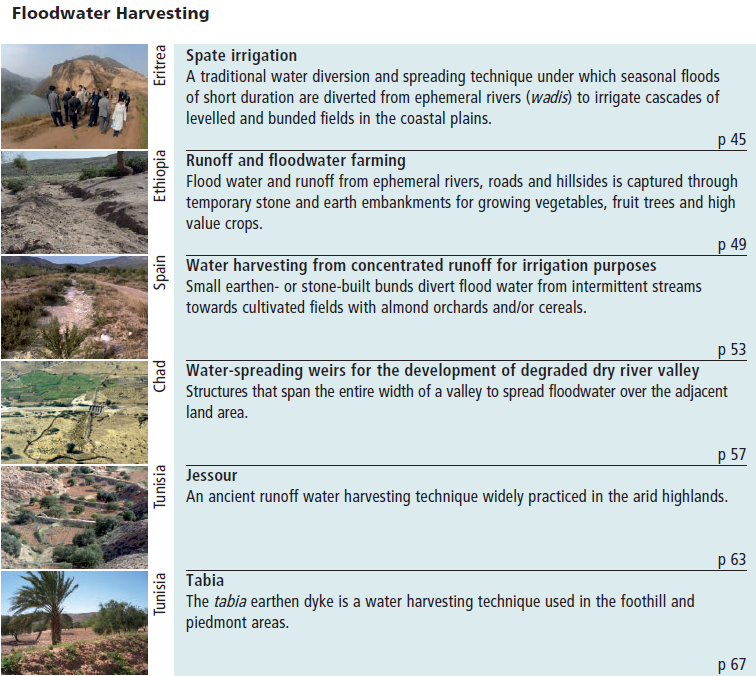 Floodwater Harvesting
Eritrea
Spate irrigation
A traditional water diversion and spreading technique under which seasonal floods
of short duration are diverted from ephemeral rivers (wadis) to irrigate cascades of
levelled and bunded fields in the coastal plains.
p 45
Ethiopia
Runoff and floodwater farming
Flood water and runoff from ephemeral rivers, roads and hillsides is captured through
temporary stone and earth embankments for growing vegetables, fruit trees and high
value crops.
p 49
Spain
Water harvesting from concentrated runoff for irrigation purposes
Small earthen- or stone-built bunds divert flood water from intermittent streams
towards cultivated fields with almond orchards and/or cereals.
p 53
Chad
Water-spreading weirs for the development of degraded dry river valley
Structures that span the entire width of a valley to spread floodwater over the adjacent
land area.
p 57
Tunisia
Jessour
An ancient runoff water harvesting technique widely practiced in the arid highlands.
p 63
Tunisia
Tabia
The tabia earthen dyke is a water harvesting technique used in the foothill and
piedmont areas.
p 67